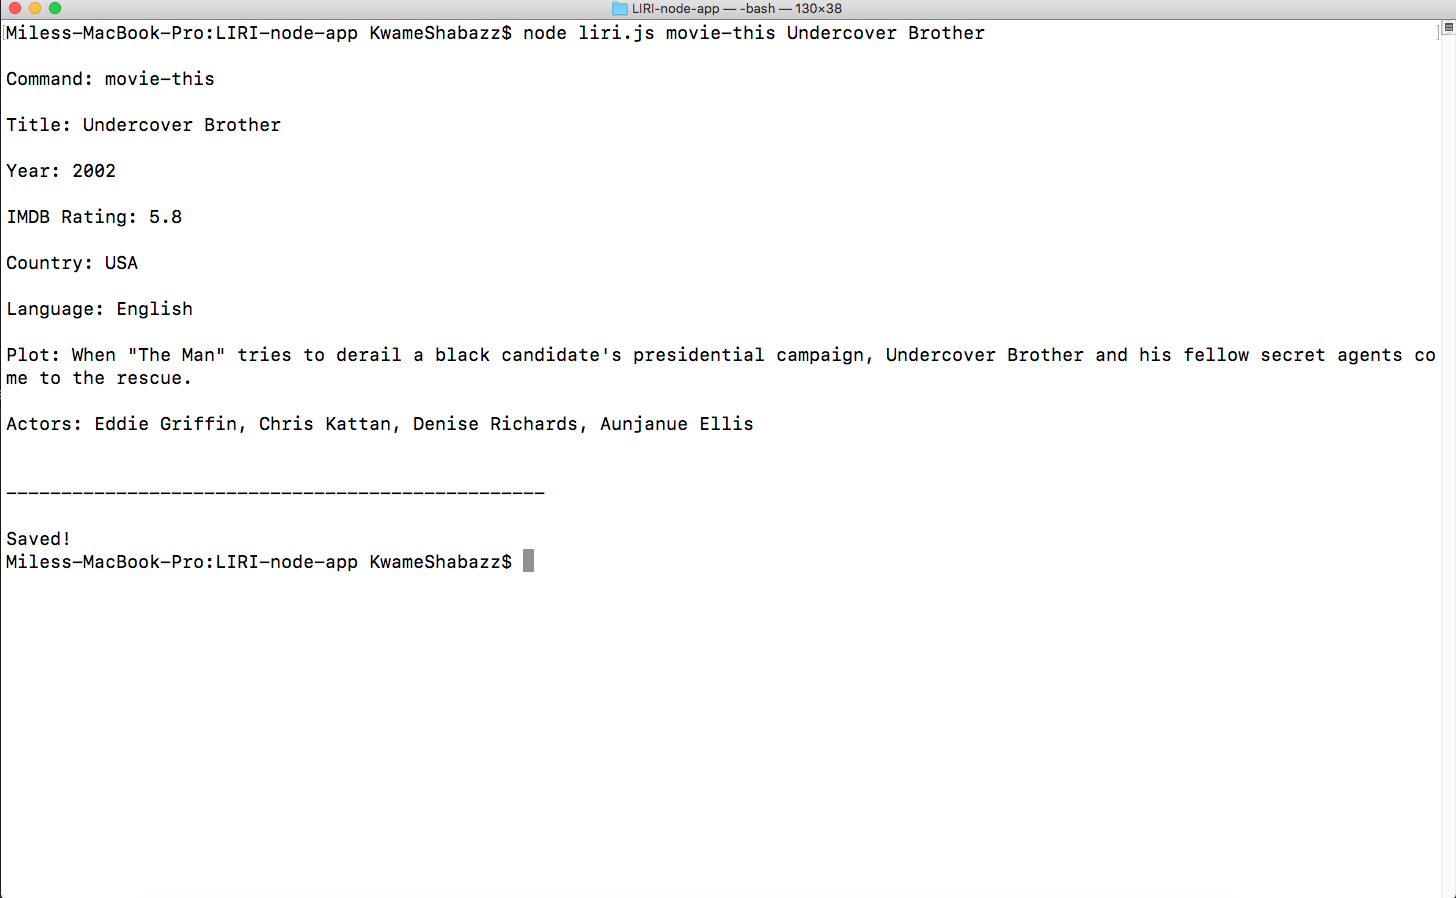 LIRI-node-app — -bash — 130×38
Miless-MacBook-Pro:LIRI-node-app KwameShabazz$ node liri.js movie-this Undercover Brother
Command: movie-this
Title: Undercover Brother
Year: 2002
IMDB Rating: 5.8
Country: USA
Language: English
Plot: When "The Man" tries to derail a black candidate's presidential campaign, Undercover Brother and his fellow secret agents co
me to the rescue.
Actors: Eddie Griffin, Chris Kattan, Denise Richards, Aunjanue Ellis
-------------------------------------------------
Saved!
Miless-MacBook-Pro:LIRI-node-app KwameShabazz$